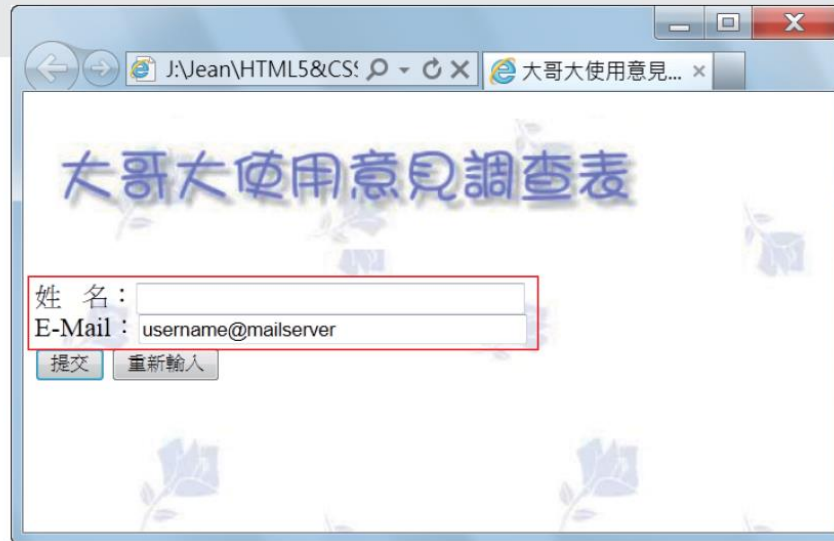 J:\Jean\HTML5&CSS
大哥大使用意見...
大哥大使用意見調查表
姓 名：
E-Mail：username@mailserver
提交 重新輸入